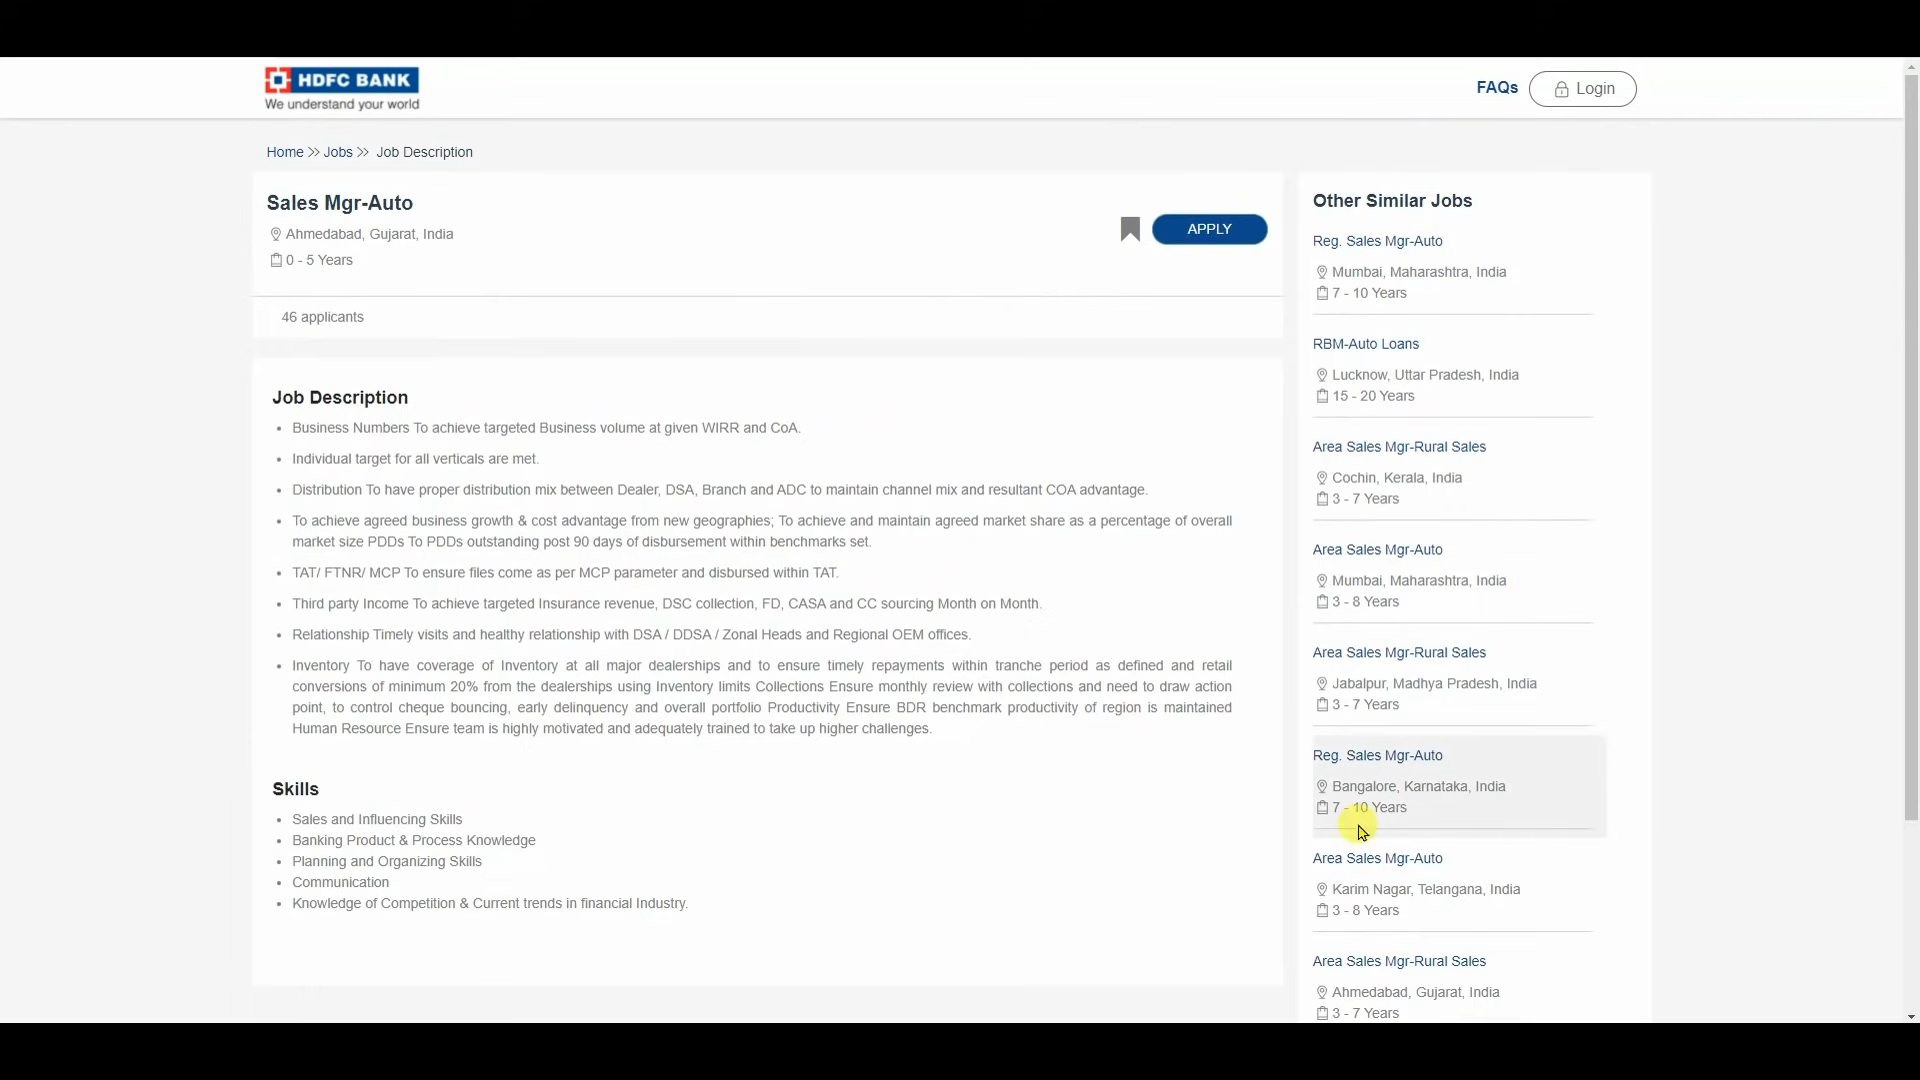 HDFC BANK
We understand your world
FAQs
Login
Home >> Jobs >> Job Description
Sales Mgr-Auto
Ahmedabad, Gujarat, India
0 - 5 Years
APPLY
46 applicants
Job Description
• Business Numbers To achieve targeted Business volume at given WIRR and CoA.
• Individual target for all verticals are met.
• Distribution To have proper distribution mix between Dealer, DSA, Branch and ADC to maintain channel mix and resultant COA advantage.
• To achieve agreed business growth & cost advantage from new geographies; To achieve and maintain agreed market share as a percentage of overall
market size PDDs To PDDs outstanding post 90 days of disbursement within benchmarks set.
• TAT/ FTNR/ MCP To ensure files come as per MCP parameter and disbursed within TAT.
• Third party Income To achieve targeted Insurance revenue, DSC collection, FD, CASA and CC sourcing Month on Month.
• Relationship Timely visits and healthy relationship with DSA / DDSA / Zonal Heads and Regional OEM offices.
• Inventory To have coverage of Inventory at all major dealerships and to ensure timely repayments within tranche period as defined and retail
conversions of minimum 20% from the dealerships using Inventory limits Collections Ensure monthly review with collections and need to draw action
point, to control cheque bouncing, early delinquency and overall portfolio Productivity Ensure BDR benchmark productivity of region is maintained
Human Resource Ensure team is highly motivated and adequately trained to take up higher challenges.
Skills
• Sales and Influencing Skills
• Banking Product & Process Knowledge
• Planning and Organizing Skills
• Communication
• Knowledge of Competition & Current trends in financial Industry.
Other Similar Jobs
Reg. Sales Mgr-Auto
Mumbai, Maharashtra, India
7 - 10 Years
RBM-Auto Loans
Lucknow, Uttar Pradesh, India
15 - 20 Years
Area Sales Mgr-Rural Sales
Cochin, Kerala, India
3 - 7 Years
Area Sales Mgr-Auto
Mumbai, Maharashtra, India
3 - 8 Years
Area Sales Mgr-Rural Sales
Jabalpur, Madhya Pradesh, India
3 - 7 Years
Reg. Sales Mgr-Auto
Bangalore, Karnataka, India
7 - 10 Years
Area Sales Mgr-Auto
Karim Nagar, Telangana, India
3 - 8 Years
Area Sales Mgr-Rural Sales
Ahmedabad, Gujarat, India
3 - 7 Years